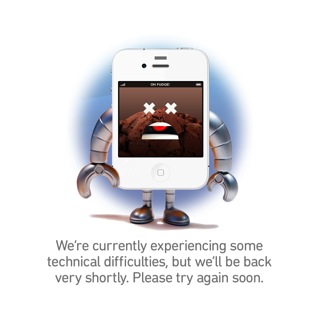 OH FUDGE!
We're currently experiencing some
technical difficulties, but we'll be back
very shortly. Please try again soon.